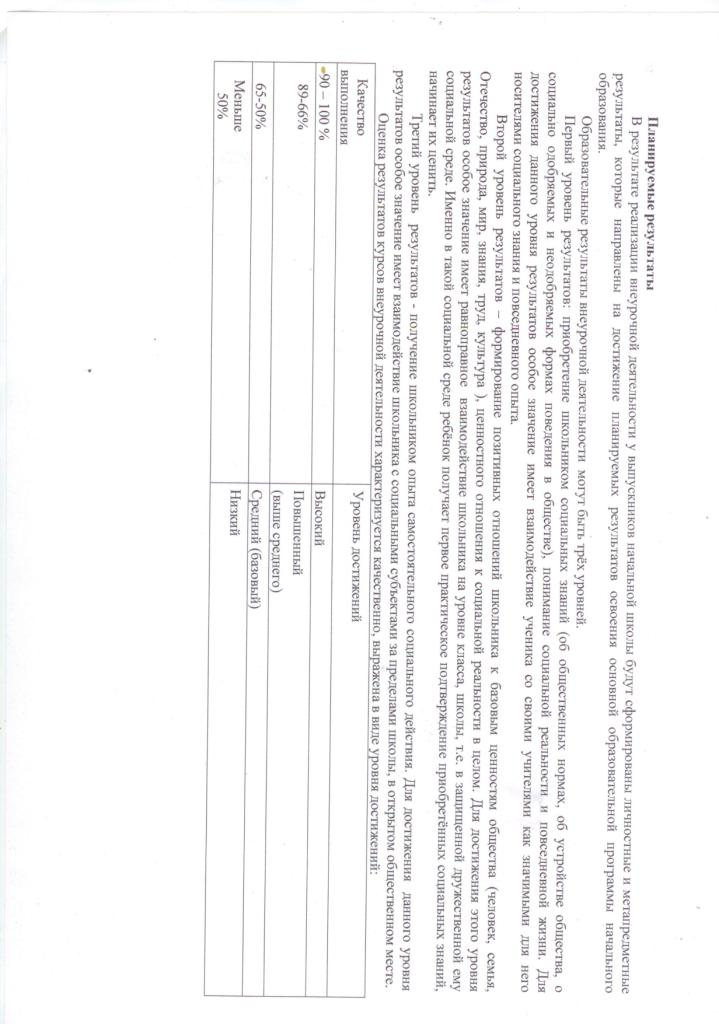 Планируемые результаты
В результате реализации внеурочной деятельности у выпускников начальной школы будут сформированы личностные и метапредметные
результаты, которые направлены на достижение планируемых результатов освоения основной образовательной программы начального
образования.
Образовательные результаты внеурочной деятельности могут быть трёх уровней.
Первый уровень результатов: приобретение школьником социальных знаний (об общественных нормах, об устройстве общества, о
социально одобряемых и неодобряемых формах поведения в обществе), понимание социальной реальности и повседневной жизни. Для
достижения данного уровня результатов особое значение имеет взаимодействие ученика со своими учителями как значимыми для него
носителями социального знания и повседневного опыта.
Второй уровень результатов – формирование позитивных отношений школьника к базовым ценностям общества (человек, семья,
Отечество, природа, мир, знания, труд, культура ), ценностного отношения к социальной реальности в целом. Для достижения этого уровня
результатов особое значение имеет равноправное взаимодействие школьника на уровне класса, школы, т.е. в защищенной дружественной ему
социальной среде. Именно в такой социальной среде ребёнок получает первое практическое подтверждение приобретённых социальных знаний,
начинает их ценить.
Третий уровень результатов - получение школьником опыта самостоятельного социального действия. Для достижения данного уровня
результатов особое значение имеет взаимодействие школьника с социальными субъектами за пределами школы, в открытом общественном месте.
Оценка результатов курсов внеурочной деятельности характеризуется качественно, выражена в виде уровня достижений:
Качество
выполнения
Уровень достижений
90 – 100 %
Высокий
89-66%
Повышенный
(выше среднего)
65-50%
Средний (базовый)
Меньше
50%
Низкий